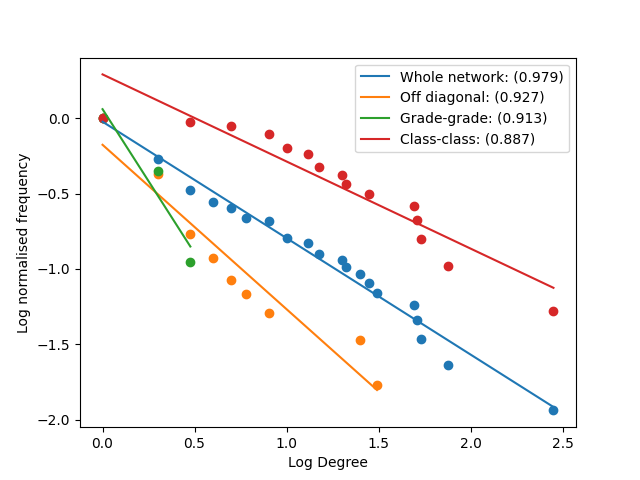 Whole network: (0.979)
Off diagonal: (0.927)
Grade-grade: (0.913)
Class-class: (0.887)
0.0
−0.5
−1.0
−1.5
−2.0
Log normalised frequency
0.0 0.5 1.0 1.5 2.0 2.5
Log Degree